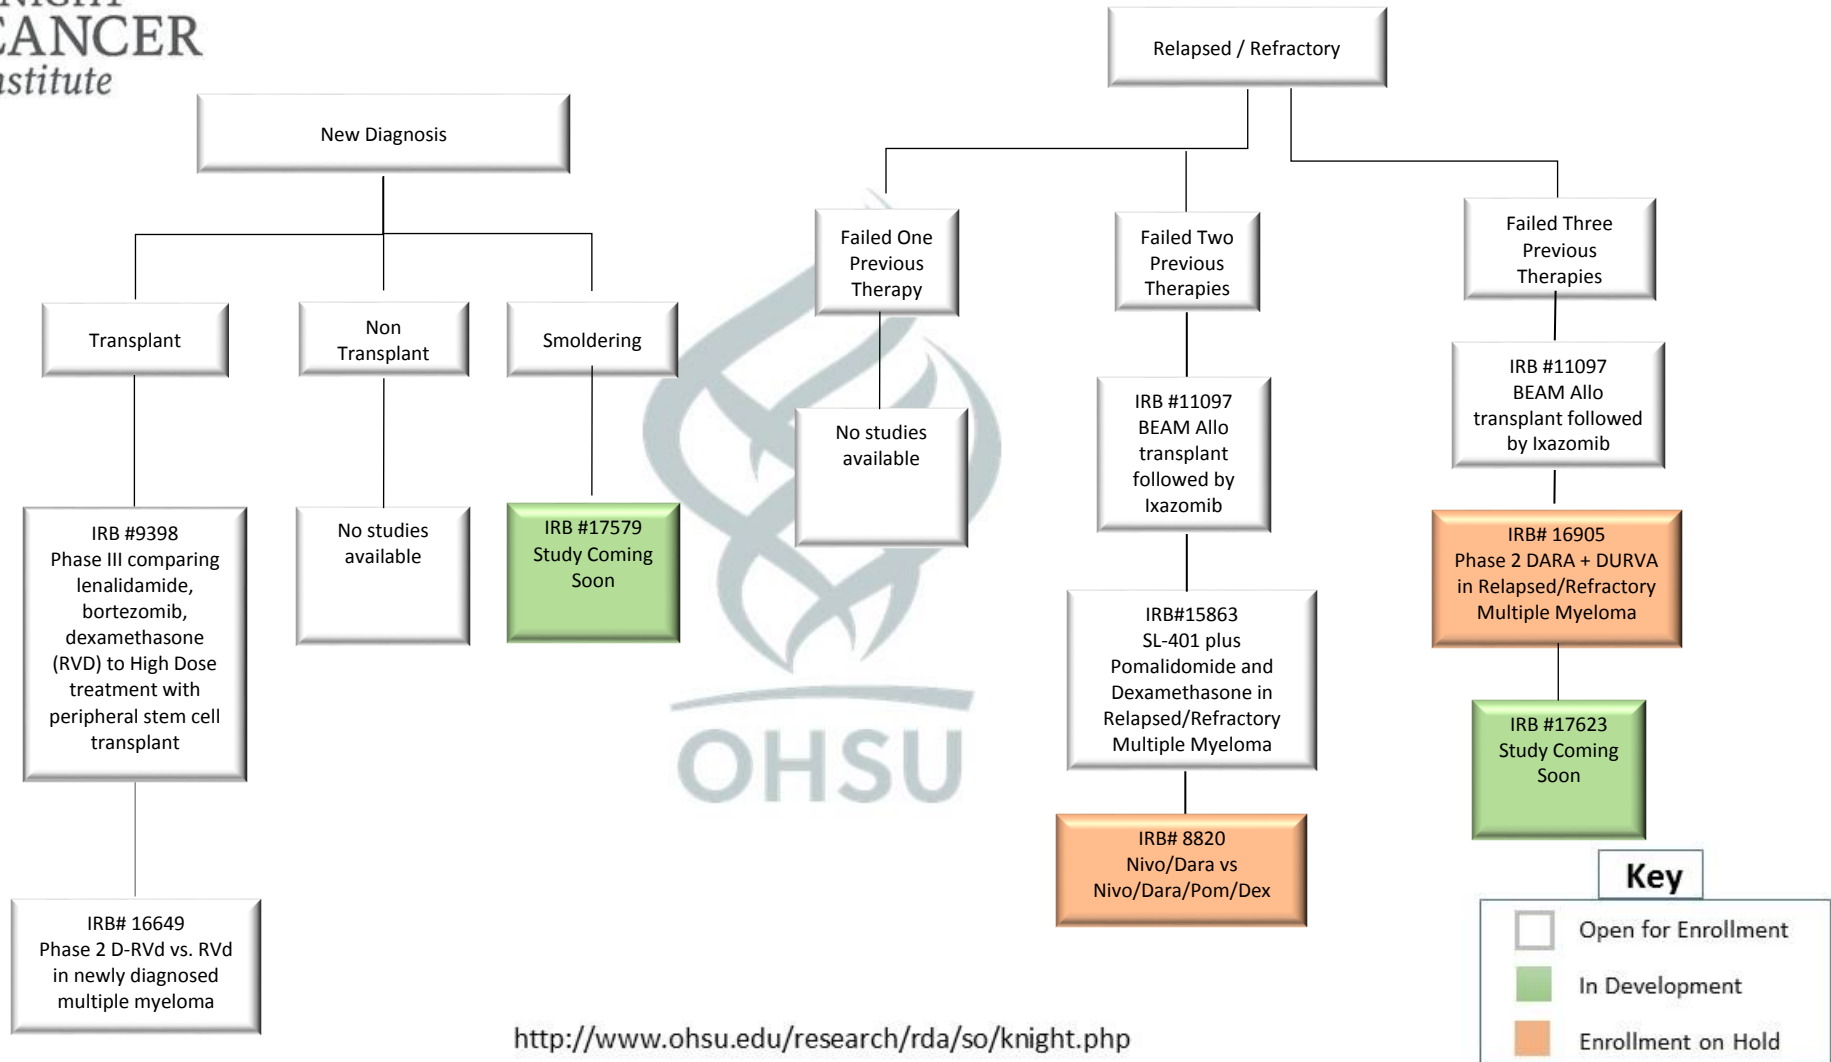 CANCER
Relapsed / Refractory
New Diagnosis
Failed One
Previous
Therapy
Failed Two
Previous
Therapies
Failed Three
Previous
Therapies
Transplant
Non
Transplant
Smoldering
IRB #9398
Phase III comparing
lenalidamide,
bortezomib,
dexamethasone
(RVD) to High Dose
treatment with
peripheral stem cell
transplant
No studies
available
IRB #17579
Study Coming
Soon
No studies
available
IRB #11097
BEAM Allo
transplant
followed by
Ixazomib
IRB #11097
BEAM Allo
transplant followed
by Ixazomib
IRB#15863
SL-401 plus
Pomalidomide and
Dexamethasone in
Relapsed/Refractory
Multiple Myeloma
IRB# 16905
Phase 2 DARA + DURVA
in Relapsed/Refractory
Multiple Myeloma
IRB# 8820
Nivo/Dara vs
Nivo/Dara/Pom/Dex
IRB #17623
Study Coming
Soon
IRB# 16649
Phase 2 D-RVd vs. RVd
in newly diagnosed
multiple myeloma
OHSU
Key
Open for Enrollment
In Development
Enrollment on Hold
http://www.ohsu.edu/research/rda/so/knight.php